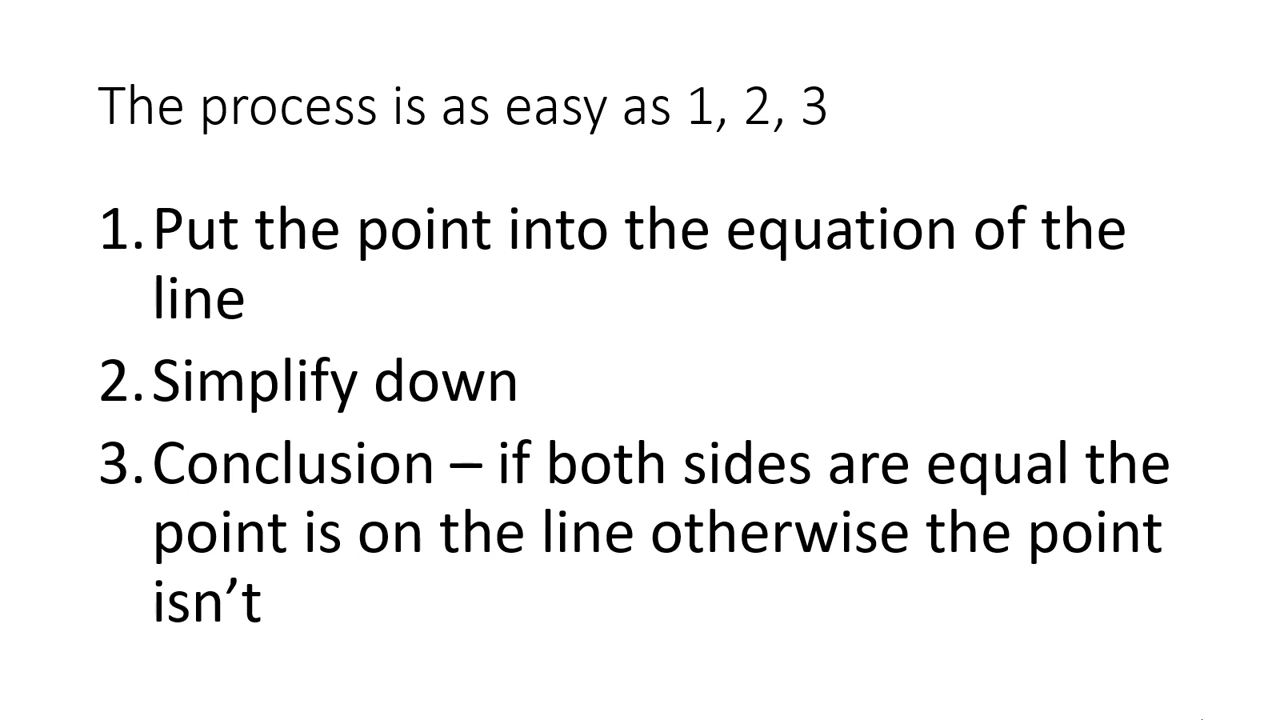 The process is as easy as 1, 2, 3
1. Put the point into the equation of the
line
2. Simplify down
3. Conclusion – if both sides are equal the
point is on the line otherwise the point
isn’t